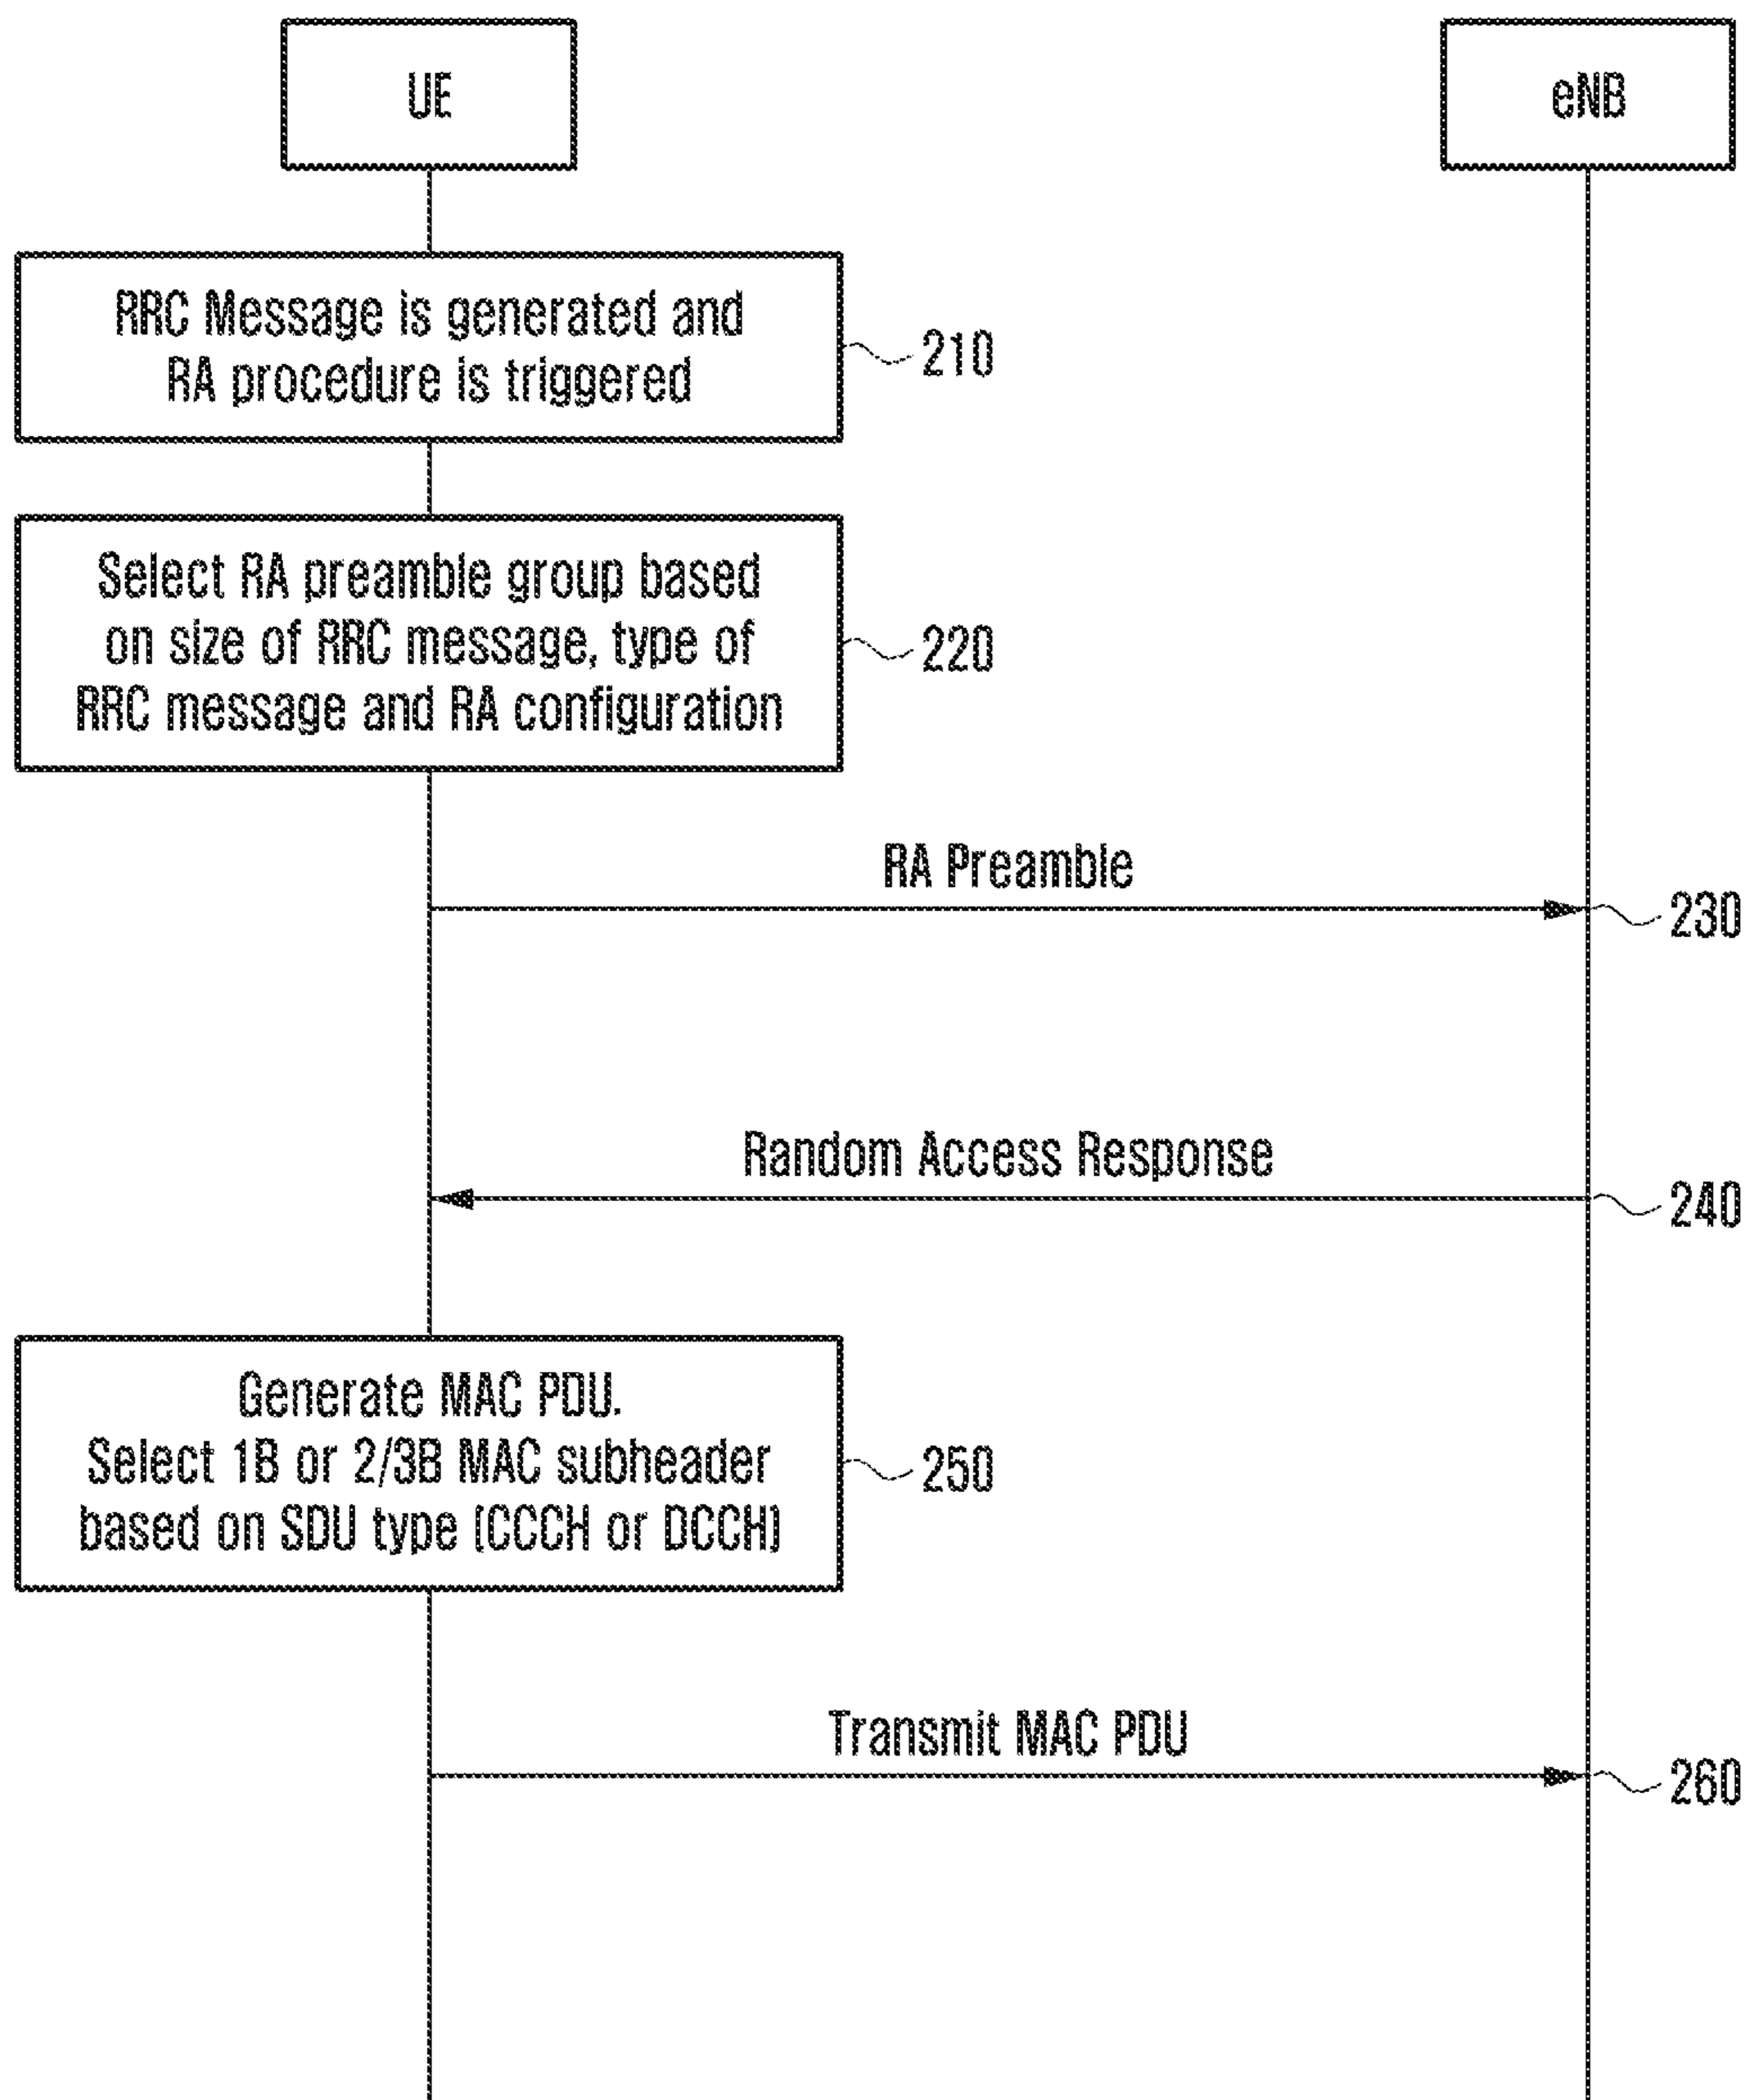 UE
eNB
RRC Message is generated and
RA procedure is triggered
210
Select RA preamble group based
on size of RRC message, type of
RRC message and RA configuration
220
RA Preamble
230
Random Access Response
240
Generate MAC PDU.
Select 1B or 2/3B MAC subheader
based on SDU type (CCCH or DCCH)
250
Transmit MAC PDU
260